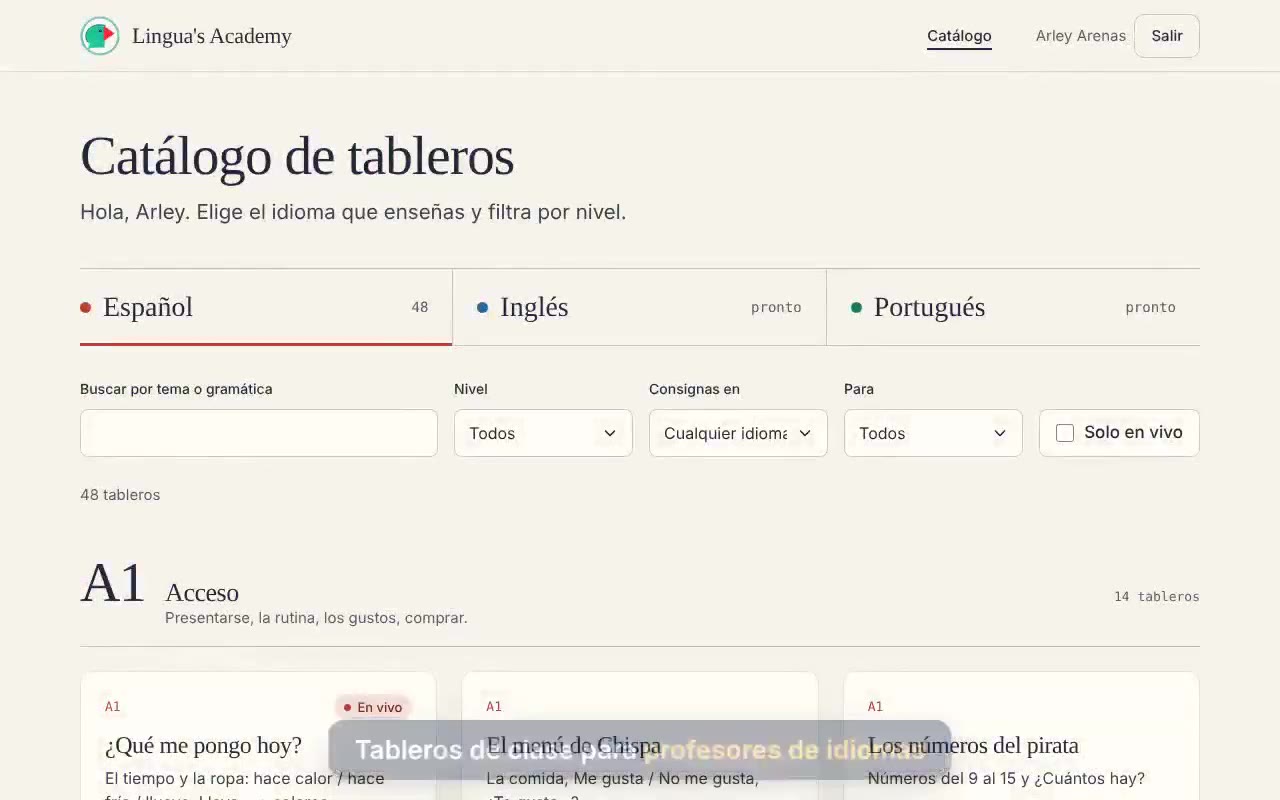 Lingua's Academy
Catálogo
Arley Arenas
Salir
Catálogo de tableros
Hola, Arley. Elige el idioma que enseñas y filtra por nivel.
Español
48
Inglés
pronto
Portugués
pronto
Buscar por tema o gramática
Nivel
Consignas en
Para
Todos
Cualquier idioma
Todos
Solo en vivo
48 tableros
A1
Acceso
14 tableros
Presentarse, la rutina, los gustos, comprar.
A1
En vivo
A1
A1
¿Qué me pongo hoy?
El menú de Chispa
Los números del pirata
Tableros de clase para profesores de idiomas
El tiempo y la ropa: hace calor / hace
La comida, Me gusta / No me gusta,
Números del 9 al 15 y ¿Cuántos hay?